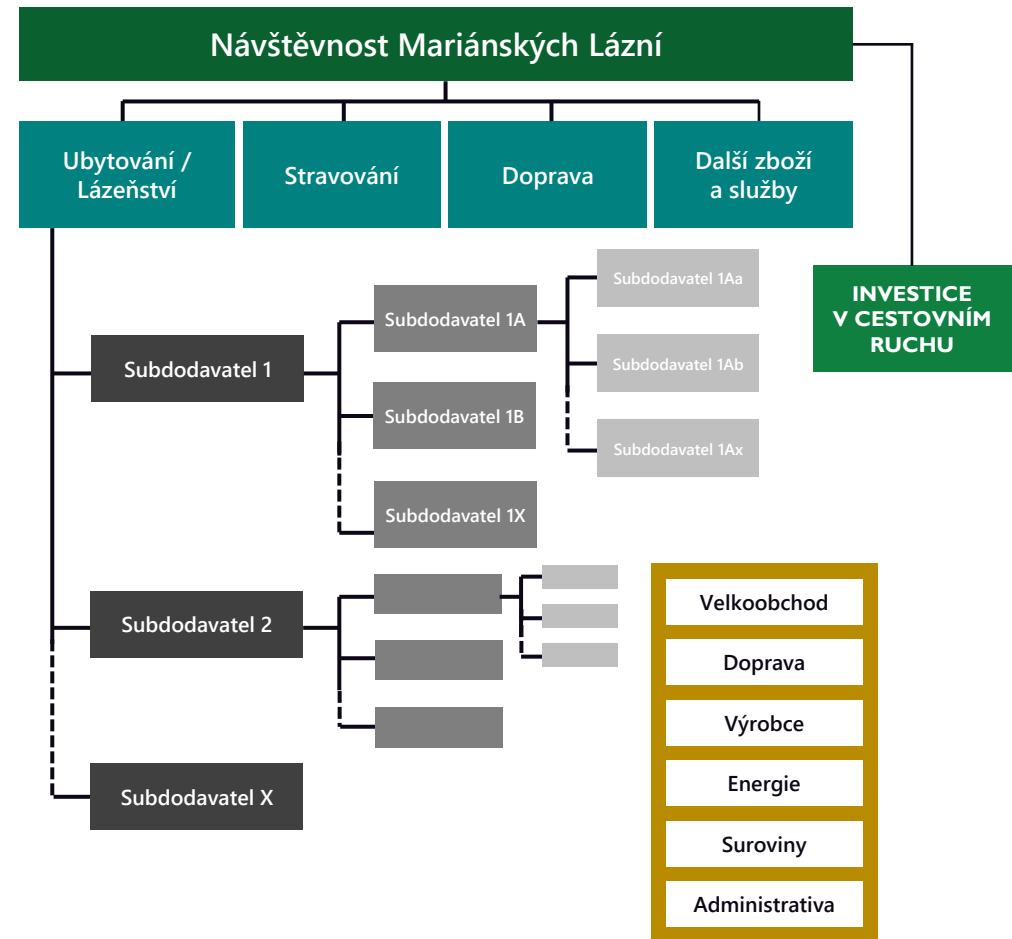 Návštěvnost Mariánských Lázní
Ubytování /
Lázeňství
Stravování
Doprava
Další zboží
a služby
INVESTICE
V CESTOVNÍM
RUCHU
Subdodavatel 1
Subdodavatel 1A
Subdodavatel 1Aa
Subdodavatel 1Ab
Subdodavatel 1Ax
Subdodavatel 1B
Subdodavatel 1X
Subdodavatel 2
Subdodavatel X
Velkoobchod
Doprava
Výrobce
Energie
Suroviny
Administrativa